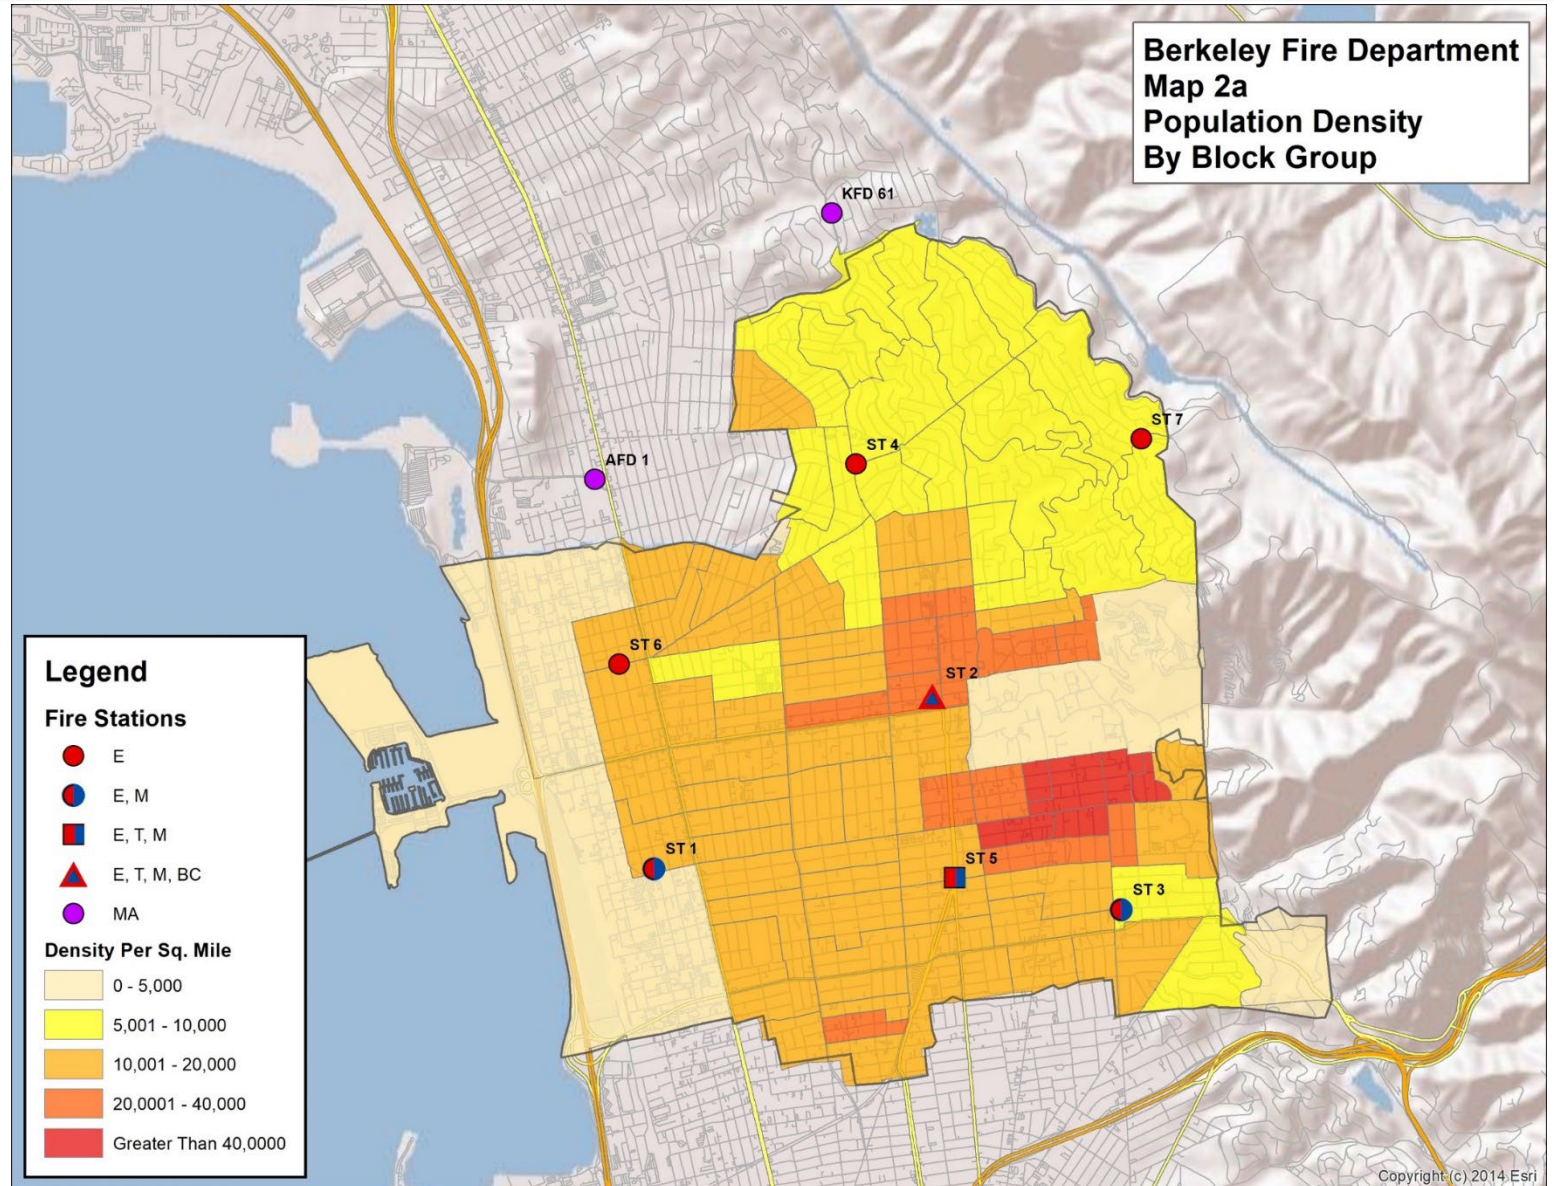 Berkeley Fire Department
Map 2a
Population Density
By Block Group
KFD 61
ST 7
ST 4
AFD 1
ST 6
ST 2
ST 1
ST 5
ST 3
Legend
Fire Stations
E
E, M
E, T, M
E, T, M, BC
MA
Density Per Sq. Mile
0 - 5,000
5,001 - 10,000
10,001 - 20,000
20,0001 - 40,000
Greater Than 40,0000
Copyright (c) 2014 Esri